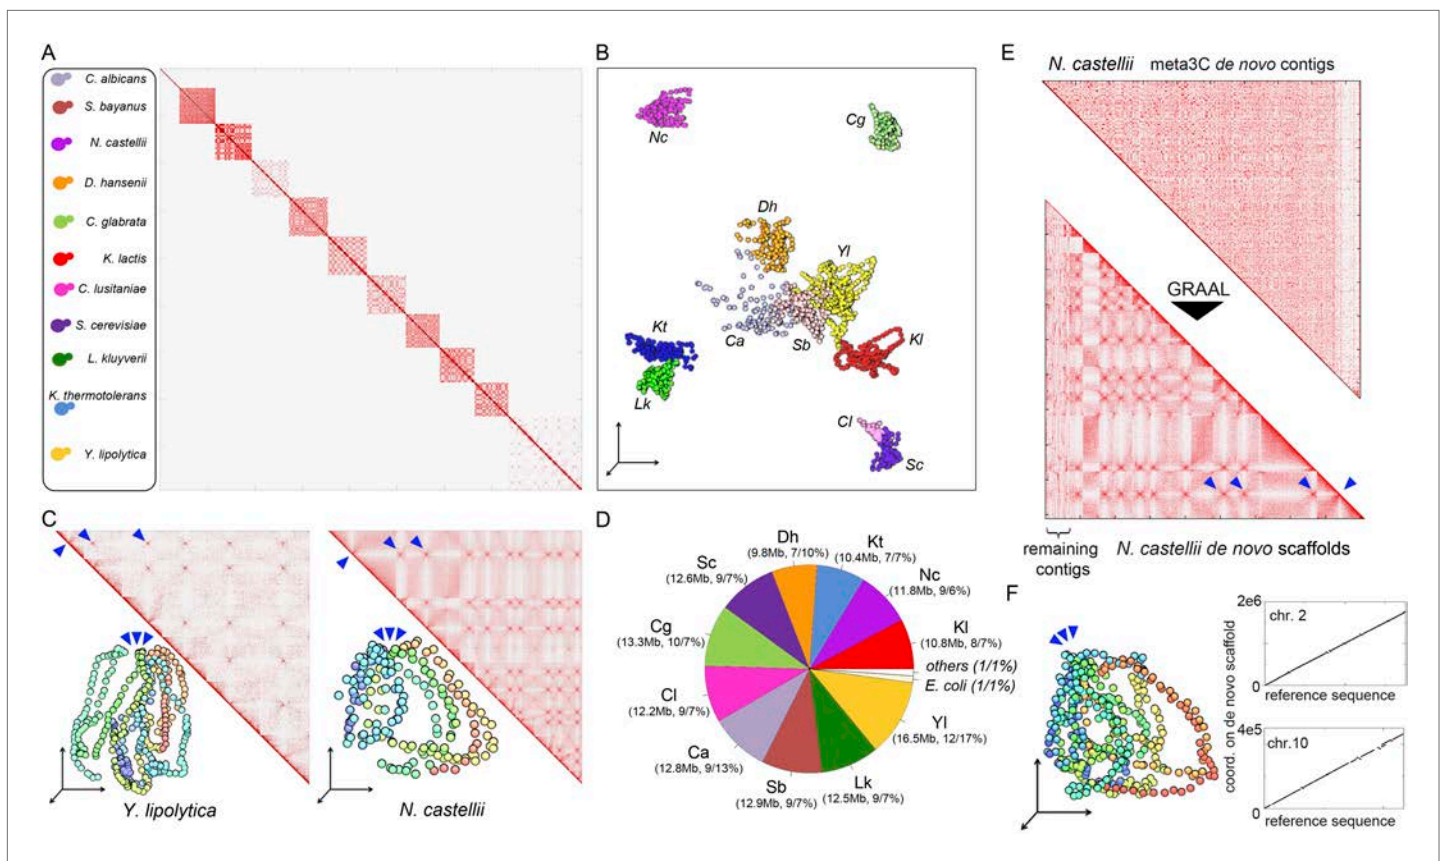 A
C. albicans
S. bayanus
N. castellii
D. hansenii
C. glabrata
K. lactis
C. lusitaniae
S. cerevisiae
L. kluyverii
K. thermotolerans
Y. lipolytica
B
Nc
Cg
Dh
Yl
Kt
Ca
Sb
Kl
Lk
Cl
Sc
C
Y. lipolytica
N. castellii
D
Dh
(9.8Mb, 7/10%)
Kt
(10.4Mb, 7/7%)
Sc
(12.6Mb, 9/7%)
Nc
(11.8Mb, 9/6%)
Cg
(13.3Mb, 10/7%)
Kl
(10.8Mb, 8/7%)
others (1/1%)
E. coli (1/1%)
Cl
(12.2Mb, 9/7%)
Yl
(16.5Mb, 12/17%)
Ca
(12.8Mb, 9/13%)
Sb
(12.9Mb, 9/7%)
Lk
(12.5Mb, 9/7%)
E
N. castellii meta3C de novo contigs
GRAAL
remaining
contigs
N. castellii de novo scaffolds
F
coord. on de novo scaffold
2e6
chr. 2
0
reference sequence
4e5
chr.10
0
reference sequence